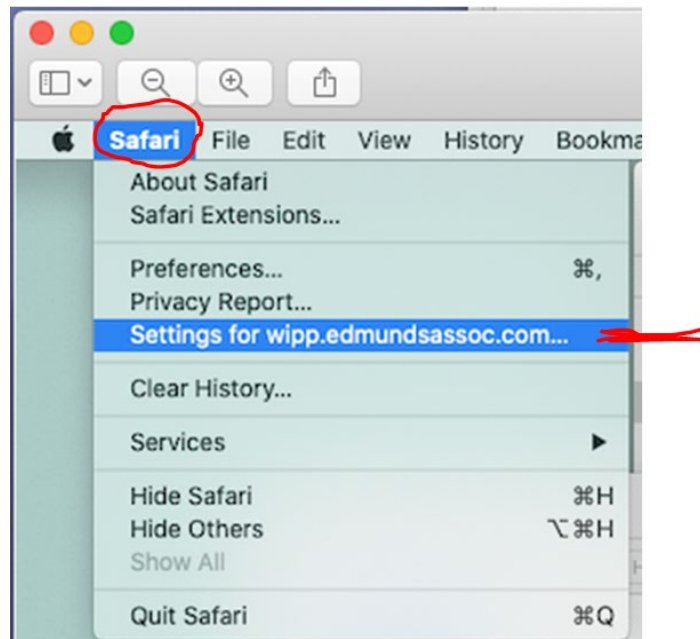 Safari File Edit View History Bookma
About Safari
Safari Extensions...
Preferences... ⌘,
Privacy Report...
Settings for wipp.edmundsassoc.com...
Clear History...
Services ▶
Hide Safari ⌘H
Hide Others ⌥⌘H
Show All
Quit Safari ⌘Q